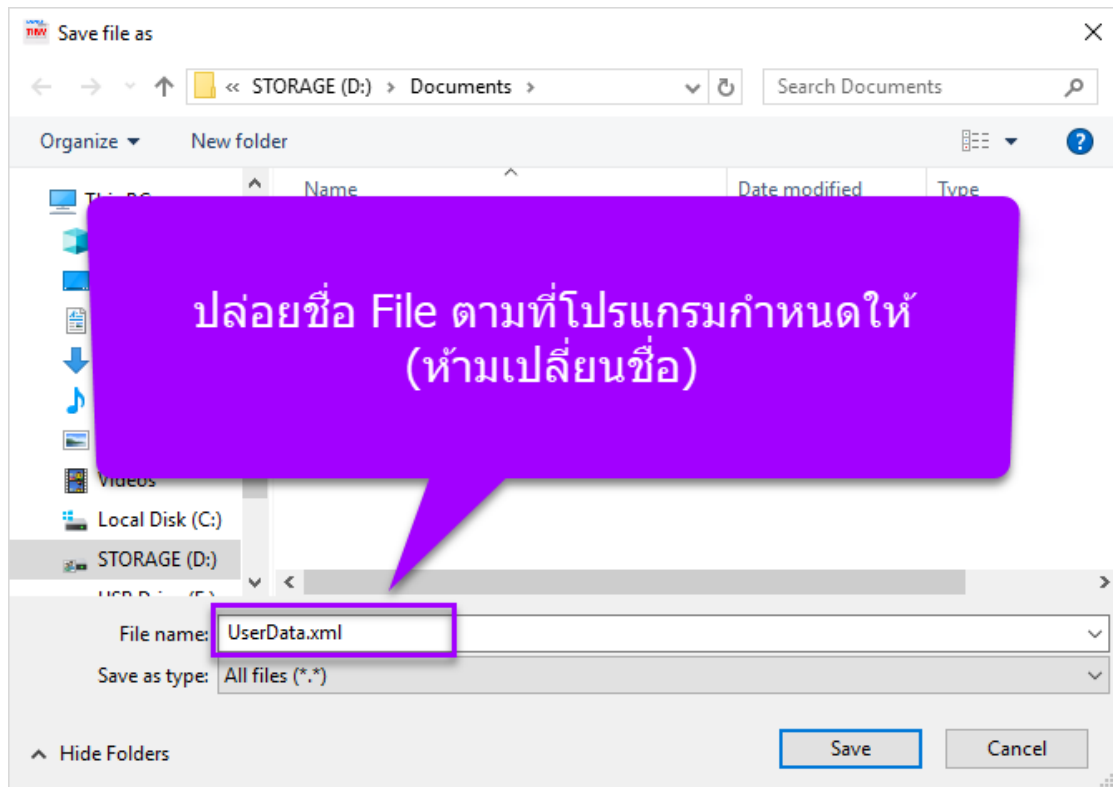 Save file as
« STORAGE (D:) › Documents ›
Search Documents
Organize
New folder
Name
Date modified
Type
ปล่อยชื่อ File ตามที่โปรแกรมกำหนดให้
(ห้ามเปลี่ยนชื่อ)
Videos
Local Disk (C:)
STORAGE (D:)
File name: UserData.xml
Save as type: All files (*.*)
Hide Folders
Save
Cancel